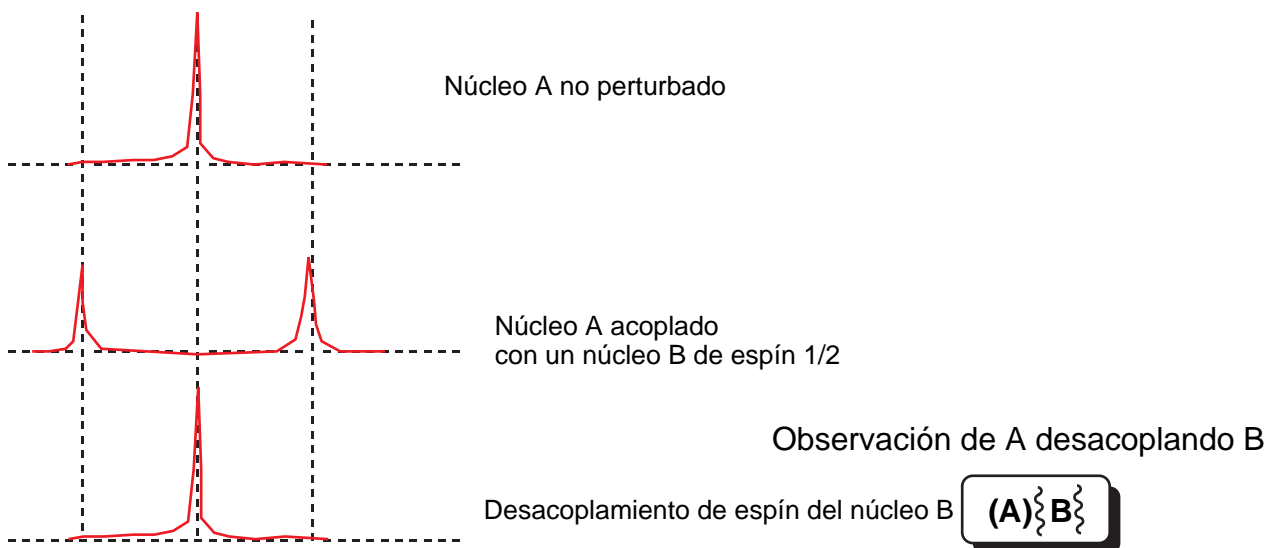 Núcleo A no perturbado
Núcleo A acoplado
con un núcleo B de espín 1/2
Observación de A desacoplando B
Desacoplamiento de espín del núcleo B
(A) B